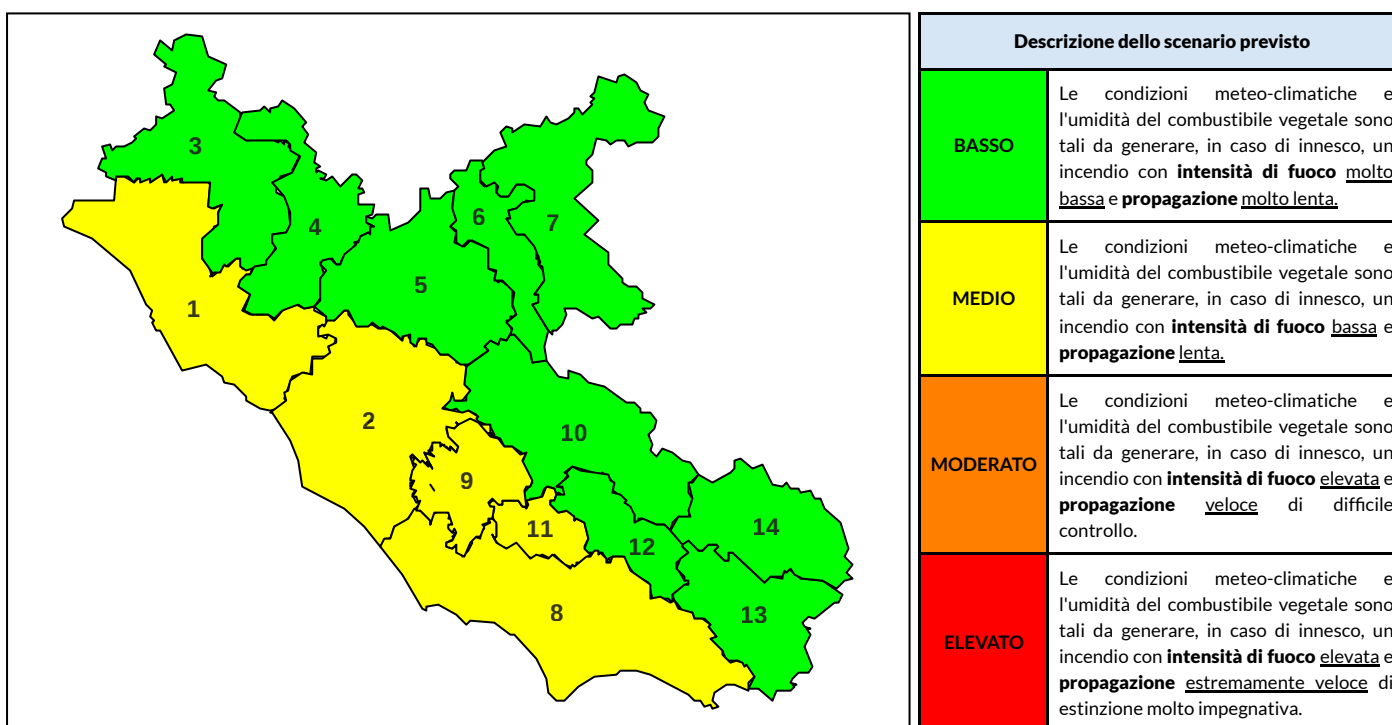 3
4
6
7
5
1
2
10
9
11
14
12
8
13
Descrizione dello scenario previsto
BASSO
Le condizioni meteo-climatiche e
l'umidità del combustibile vegetale sono
tali da generare, in caso di innesco, un
incendio con intensità di fuoco molto
bassa e propagazione molto lenta.
MEDIO
Le condizioni meteo-climatiche e
l'umidità del combustibile vegetale sono
tali da generare, in caso di innesco, un
incendio con intensità di fuoco bassa e
propagazione lenta.
MODERATO
Le condizioni meteo-climatiche e
l'umidità del combustibile vegetale sono
tali da generare, in caso di innesco, un
incendio con intensità di fuoco elevata e
propagazione veloce di difficile
controllo.
ELEVATO
Le condizioni meteo-climatiche e
l'umidità del combustibile vegetale sono
tali da generare, in caso di innesco, un
incendio con intensità di fuoco elevata e
propagazione estremamente veloce di
estinzione molto impegnativa.